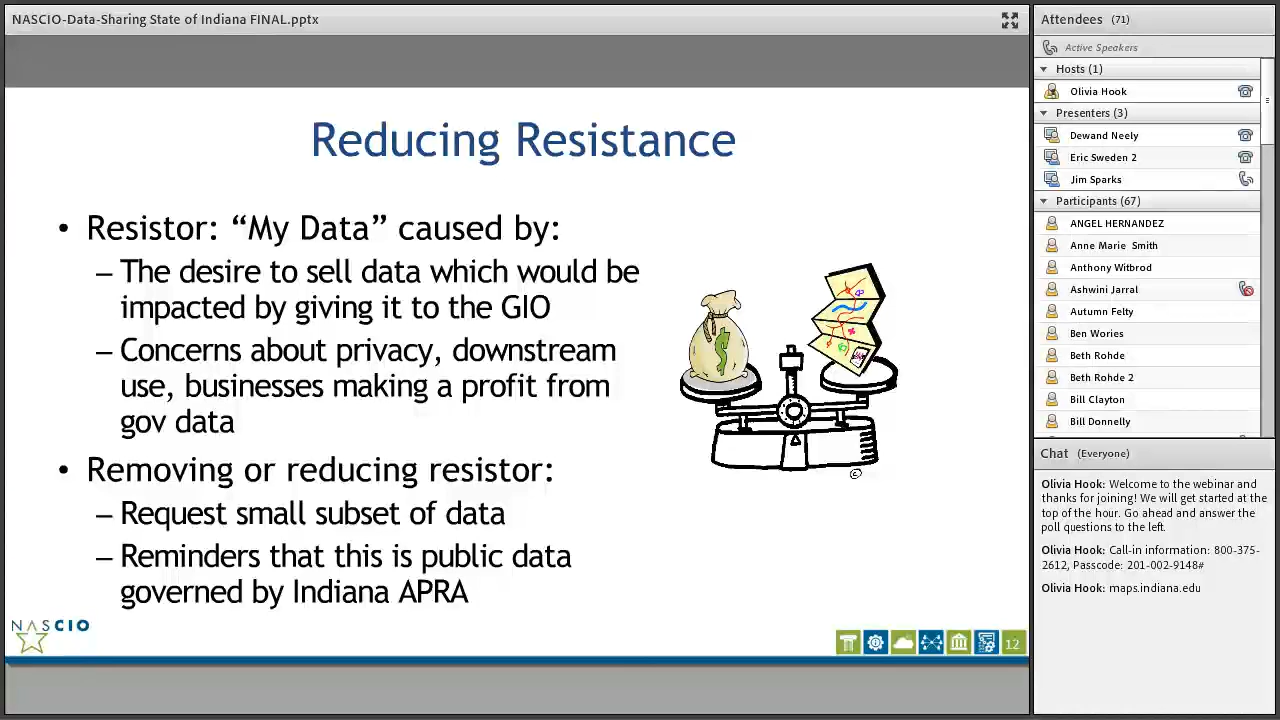 NASCIO-Data-Sharing State of Indiana FINAL.pptx
Reducing Resistance
• Resistor: “My Data” caused by:
– The desire to sell data which would be
impacted by giving it to the GIO
– Concerns about privacy, downstream
use, businesses making a profit from
gov data
• Removing or reducing resistor:
– Request small subset of data
– Reminders that this is public data
governed by Indiana APRA
NASCIO
12
Attendees (71)
Active Speakers
Hosts (1)
Olivia Hook
Presenters (3)
Dewand Neely
Eric Sweden 2
Jim Sparks
Participants (67)
ANGEL HERNANDEZ
Anne Marie Smith
Anthony Witbrod
Ashwini Jarral
Autumn Felty
Ben Wories
Beth Rohde
Beth Rohde 2
Bill Clayton
Bill Donnelly
Chat (Everyone)
Olivia Hook: Welcome to the webinar and
thanks for joining! We will get started at the
top of the hour. Go ahead and answer the
poll questions to the left.
Olivia Hook: Call-in information: 800-375-
2612, Passcode: 201-002-9148#
Olivia Hook: maps.indiana.edu